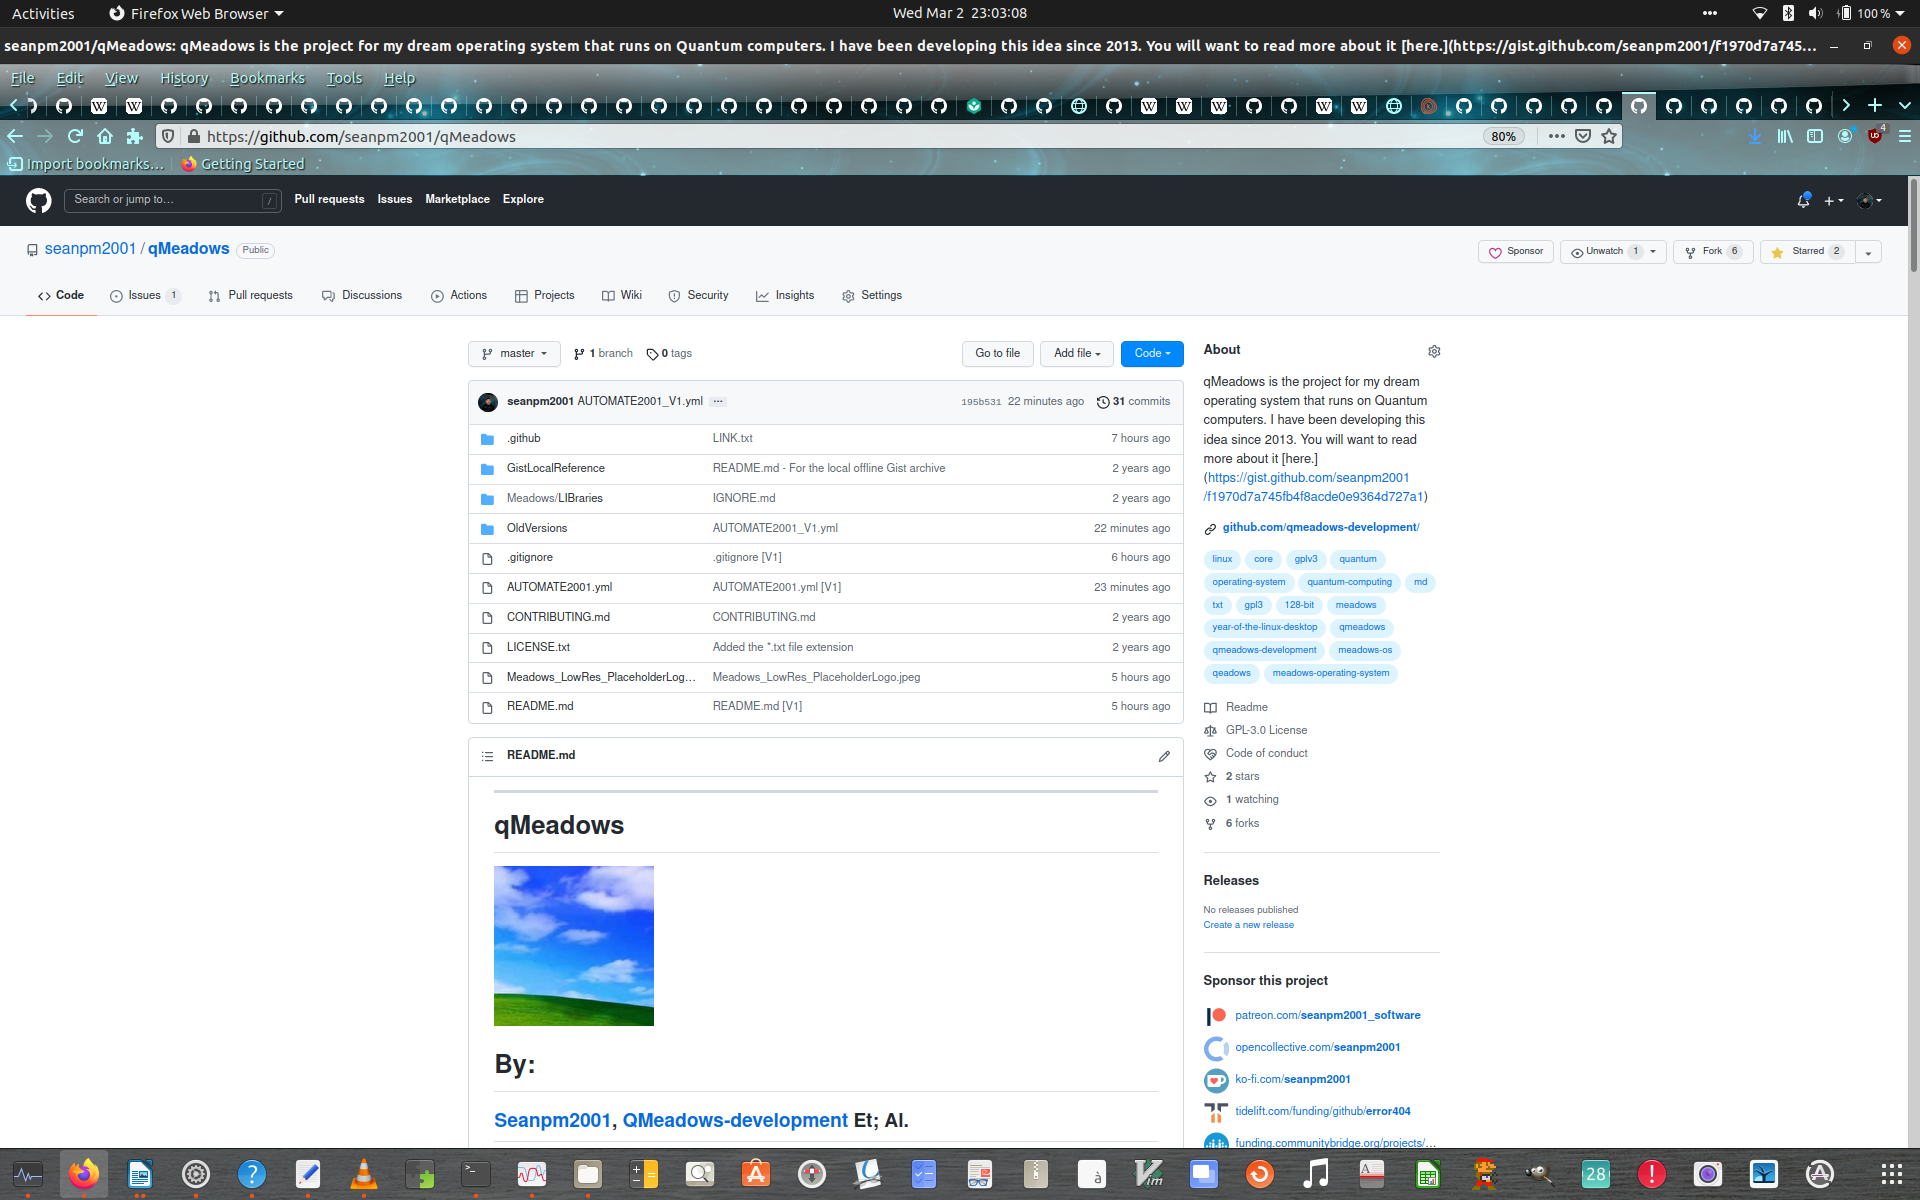 Activities
Firefox Web Browser
Wed Mar 2 23:03:08
100 %
seanpm2001/qMeadows: qMeadows is the project for my dream operating system that runs on Quantum computers. I have been developing this idea since 2013. You will want to read more about it [here.](https://gist.github.com/seanpm2001/f1970d7a745...
File Edit View History Bookmarks Tools Help
https://github.com/seanpm2001/qMeadows
80%
4
Import bookmarks...
Getting Started
Search or jump to...
/
Pull requests
Issues
Marketplace
Explore
seanpm2001 / qMeadows
Public
Sponsor
Unwatch 1
Fork 6
Starred 2
Code
Issues 1
Pull requests
Discussions
Actions
Projects
Wiki
Security
Insights
Settings
master
1 branch
0 tags
Go to file
Add file
Code
seanpm2001 AUTOMATE2001_V1.yml ...
195b531 22 minutes ago
31 commits
.github LINK.txt 7 hours ago
GistLocalReference README.md - For the local offline Gist archive 2 years ago
Meadows/LIBraries IGNORE.md 2 years ago
OldVersions AUTOMATE2001_V1.yml 22 minutes ago
.gitignore .gitignore [V1] 6 hours ago
AUTOMATE2001.yml AUTOMATE2001.yml [V1] 23 minutes ago
CONTRIBUTING.md CONTRIBUTING.md 2 years ago
LICENSE.txt Added the *.txt file extension 2 years ago
Meadows_LowRes_PlaceholderLog... Meadows_LowRes_PlaceholderLogo.jpeg 5 hours ago
README.md README.md [V1] 5 hours ago
README.md
qMeadows
By:
Seanpm2001, QMeadows-development Et; Al.
About
qMeadows is the project for my dream
operating system that runs on Quantum
computers. I have been developing this
idea since 2013. You will want to read
more about it [here.]
(https://gist.github.com/seanpm2001
/f1970d7a745fb4f8acde0e9364d727a1)
github.com/qmeadows-development/
linux core gplv3 quantum
operating-system quantum-computing md
txt gpl3 128-bit meadows
year-of-the-linux-desktop qmeadows
qmeadows-development meadows-os
qeadows meadows-operating-system
Readme
GPL-3.0 License
Code of conduct
2 stars
1 watching
6 forks
Releases
No releases published
Create a new release
Sponsor this project
patreon.com/seanpm2001_software
opencollective.com/seanpm2001
ko-fi.com/seanpm2001
tidelift.com/funding/github/error404
funding.communitybridge.org/projects/...
28